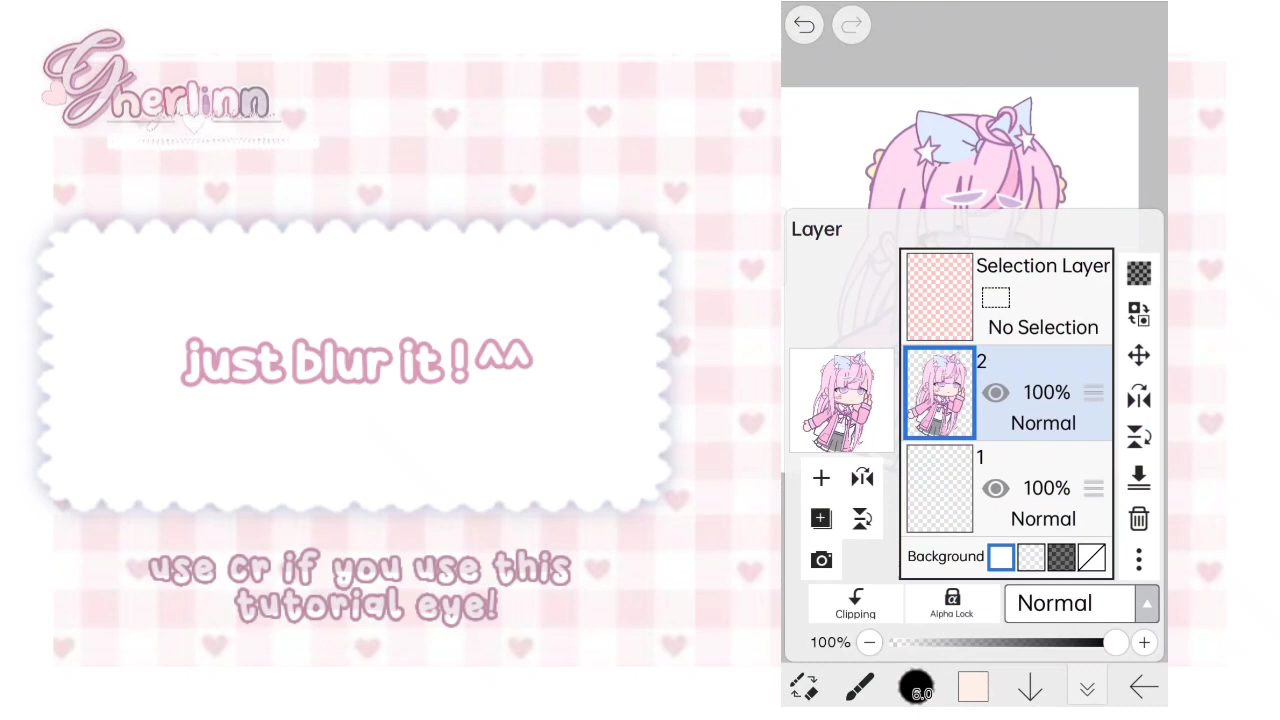 Gherlinn
just blur it ! ^^
use cr if you use this
tutorial eye!
Layer
Selection Layer
No Selection
2
100%
Normal
1
100%
Normal
Background
Clipping
Alpha Lock
Normal
100%
6.0